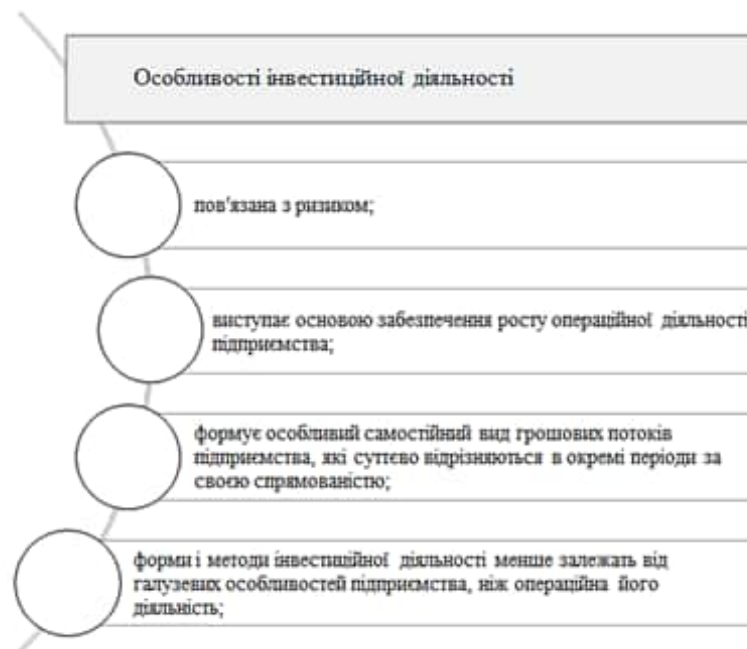 Особливості інвестиційної діяльності
пов'язана з ризиком;
виступає основою забезпечення росту операційної діяльності
підприємства;
формує особливий самостійний вид грошових потоків
підприємства, які суттєво відрізняються в окремі періоди за
своєю спрямованістю;
форми і методи інвестиційної діяльності менше залежать від
галузевих особливостей підприємства, ніж операційна його
діяльність;